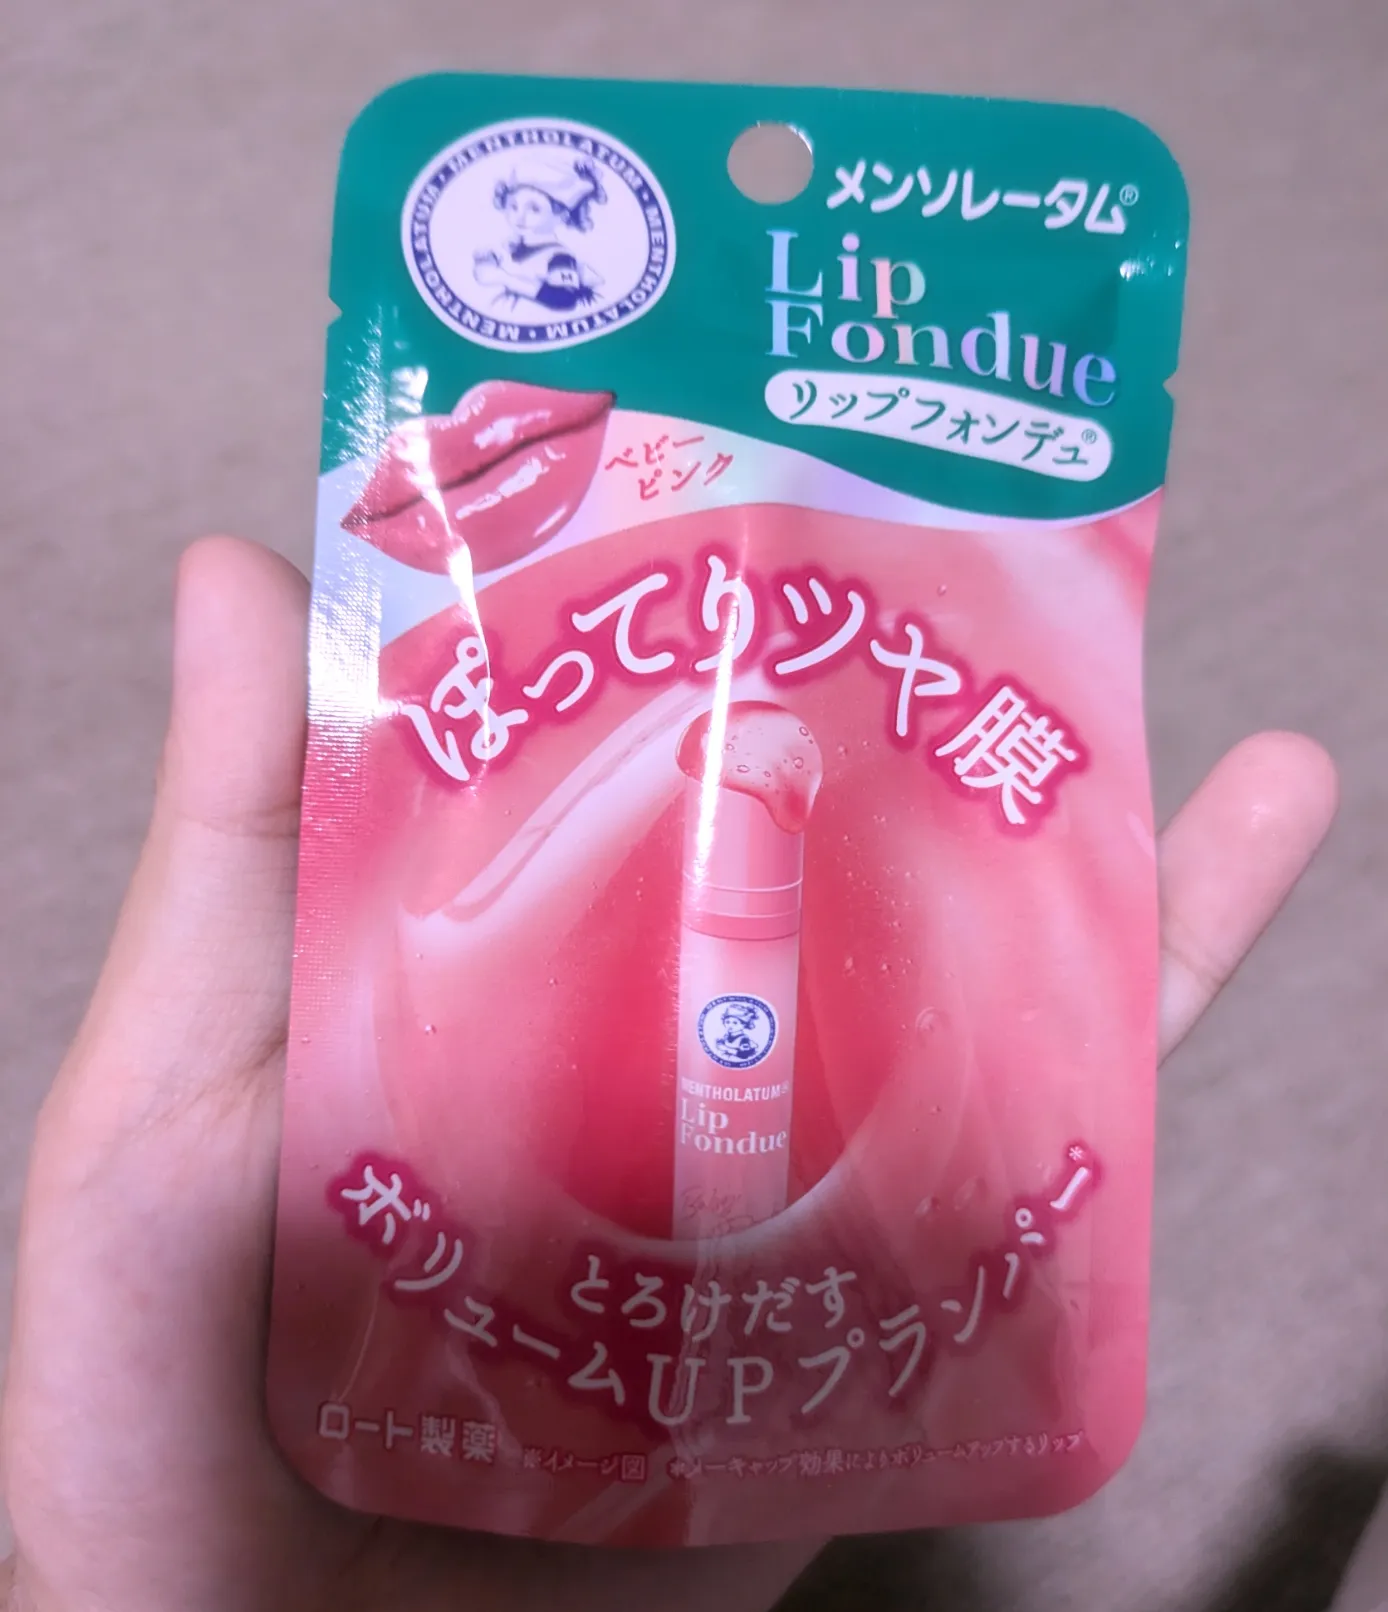 MENTHOLATUM・MENTHOLATUM・MENTHOLATUM・
メンソレータム®
Lip
Fondue
リップフォンデュ®
ベビー
ピンク
ぽってりツヤ膜
MENTHOLATUM®
Lip
Fondue
Baby
とろけだす
ボリュームUPプランパー*
ロート製薬
※イメージ図
*メーキャップ効果によりボリュームアップするリップ